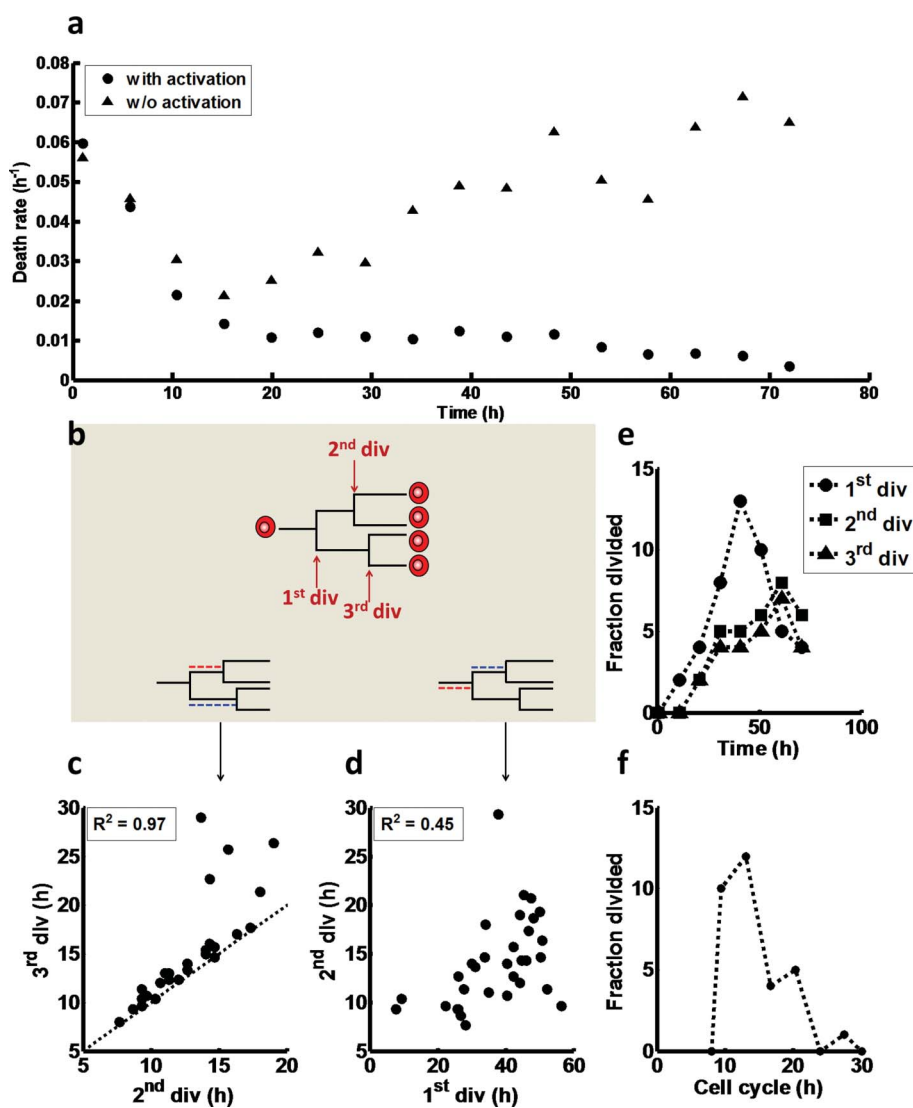 a
0.08
0.07
0.06
0.05
0.04
0.03
0.02
0.01
0
Death rate (h-1)
with activation
w/o activation
0 10 20 30 40 50 60 70 80
Time (h)
b
2nd div
1st div
3rd div
e
15
10
5
0
Fraction divided
1st div
2nd div
3rd div
0 50 100
Time (h)
c
30
25
20
15
10
5
3rd div (h)
R2 = 0.97
5 10 15 20
2nd div (h)
d
30
25
20
15
10
5
2nd div (h)
R2 = 0.45
0 20 40 60
1st div (h)
f
15
10
5
0
Fraction divided
0 10 20 30
Cell cycle (h)